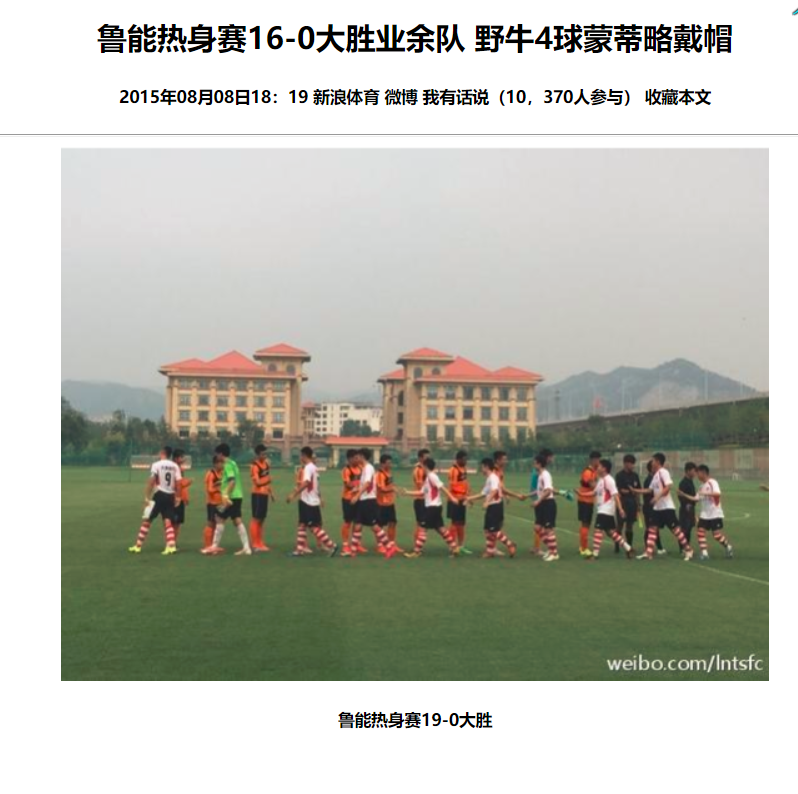 鲁能热身赛16-0大胜业余队 野牛4球蒙蒂略戴帽
2015年08月08日18：19 新浪体育 微博 我有话说（10，370人参与） 收藏本文
9
weibo.com/lntsfc
鲁能热身赛19-0大胜